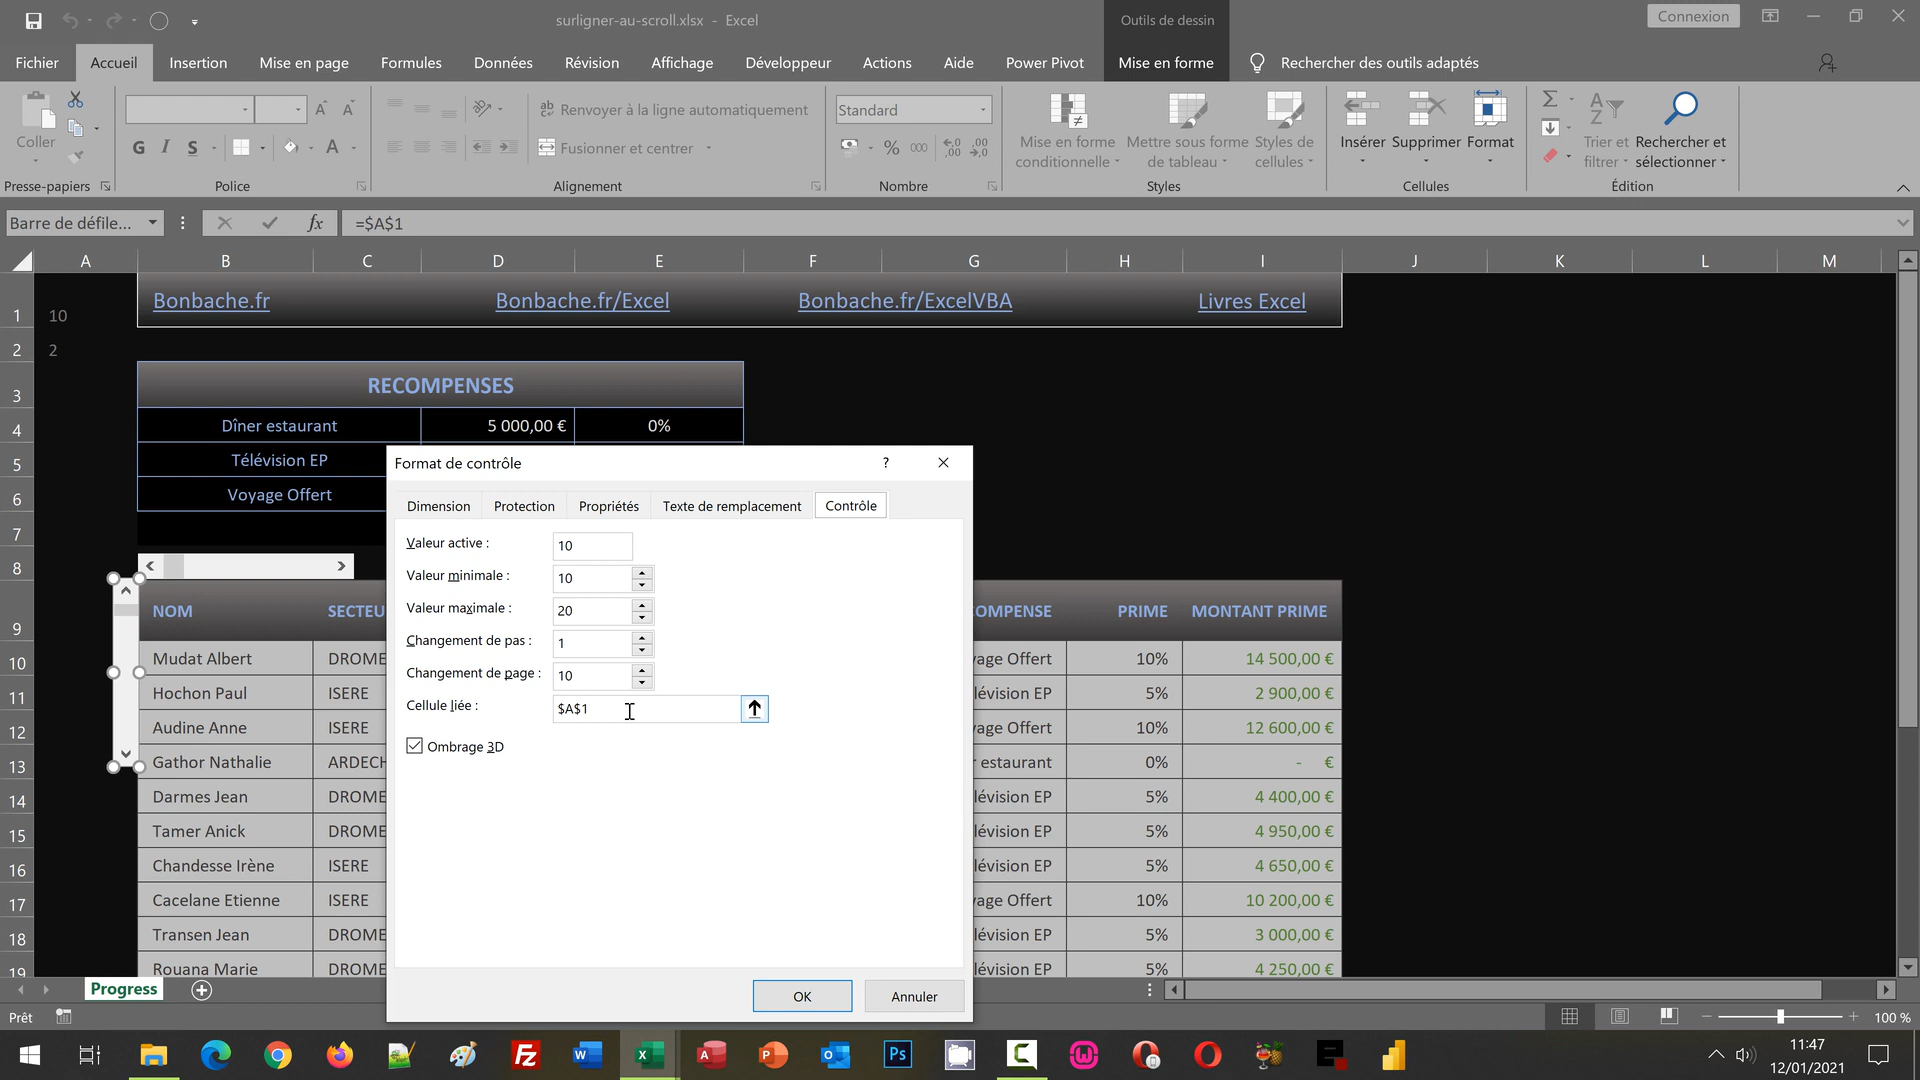 surligner-au-scroll.xlsx - Excel
Outils de dessin
Connexion
Fichier Accueil Insertion Mise en page Formules Données Révision Affichage Développeur Actions Aide Power Pivot Mise en forme Rechercher des outils adaptés
Coller
Presse-papiers
G I S
A
Police
Renvoyer à la ligne automatiquement
Fusionner et centrer
Alignement
Standard
% 000
Nombre
Mise en forme conditionnelle
Mettre sous forme de tableau
Styles de cellules
Styles
Insérer Supprimer Format
Cellules
Trier et filtrer
Rechercher et sélectionner
Édition
Barre de défile... fx =$A$1
A B C D E F G H I J K L M
1 10 Bonbache.fr Bonbache.fr/Excel Bonbache.fr/ExcelVBA Livres Excel
2 2
3 RECOMPENSES
4 Dîner estaurant 5 000,00 € 0%
5 Télévision EP
6 Voyage Offert
7
8
Format de contrôle ?
Dimension Protection Propriétés Texte de remplacement Contrôle
Valeur active : 10
Valeur minimale : 10
Valeur maximale : 20
Changement de pas : 1
Changement de page : 10
Cellule liée : $A$1
Ombrage 3D
OK Annuler
9 NOM SECTEU OMPENSE PRIME MONTANT PRIME
10 Mudat Albert DROME yage Offert 10% 14 500,00 €
11 Hochon Paul ISERE lévision EP 5% 2 900,00 €
12 Audine Anne ISERE yage Offert 10% 12 600,00 €
13 Gathor Nathalie ARDECH r estaurant 0% - €
14 Darmes Jean DROME lévision EP 5% 4 400,00 €
15 Tamer Anick DROME lévision EP 5% 4 950,00 €
16 Chandesse Irène ISERE lévision EP 5% 4 650,00 €
17 Cacelane Etienne ISERE yage Offert 10% 10 200,00 €
18 Transen Jean DROME lévision EP 5% 3 000,00 €
19 Rouana Marie DROME lévision EP 5% 4 250,00 €
Progress
Prêt
100 %
11:47
12/01/2021